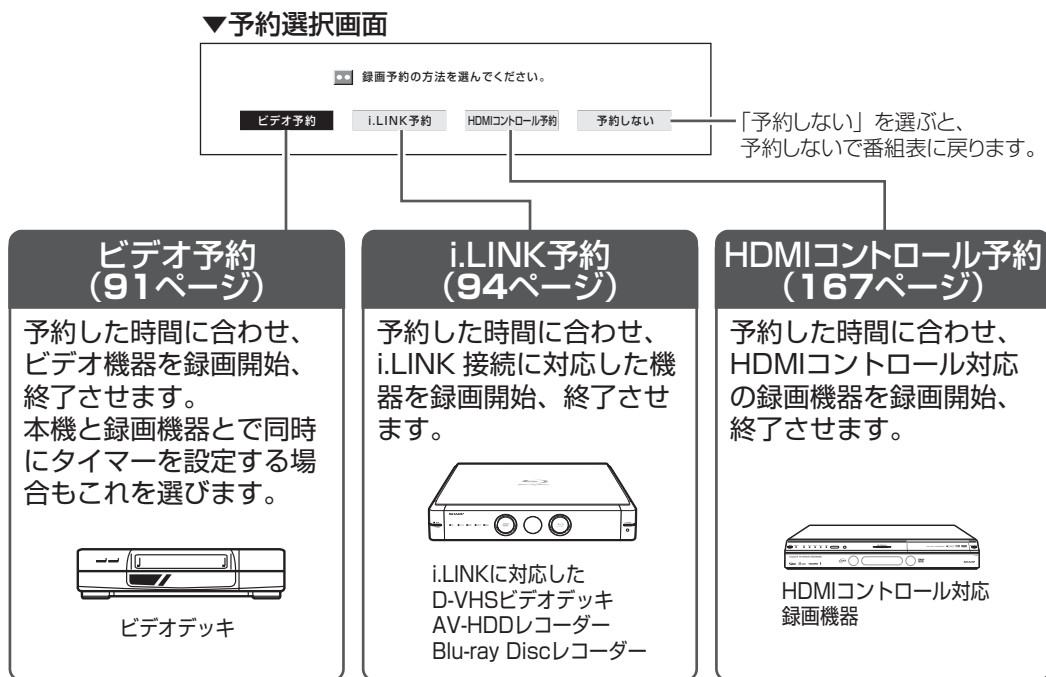 ▼予約選択画面
録画予約の方法を選んでください。
ビデオ予約
i.LINK予約
HDMIコントロール予約
予約しない
「予約しない」を選ぶと、
予約しないで番組表に戻ります。
ビデオ予約
（91ページ）
予約した時間に合わせ、
ビデオ機器を録画開始、
終了させます。
本機と録画機器とで同時
にタイマーを設定する場
合もこれを選びます。
ビデオデッキ
i.LINK予約
（94ページ）
予約した時間に合わせ、
i.LINK 接続に対応した機
器を録画開始、終了させ
ます。
i.LINKに対応した
D-VHSビデオデッキ
AV-HDDレコーダー
Blu-ray Discレコーダー
HDMIコントロール予約
（167ページ）
予約した時間に合わせ、
HDMIコントロール対応
の録画機器を録画開始、
終了させます。
HDMIコントロール対応
録画機器